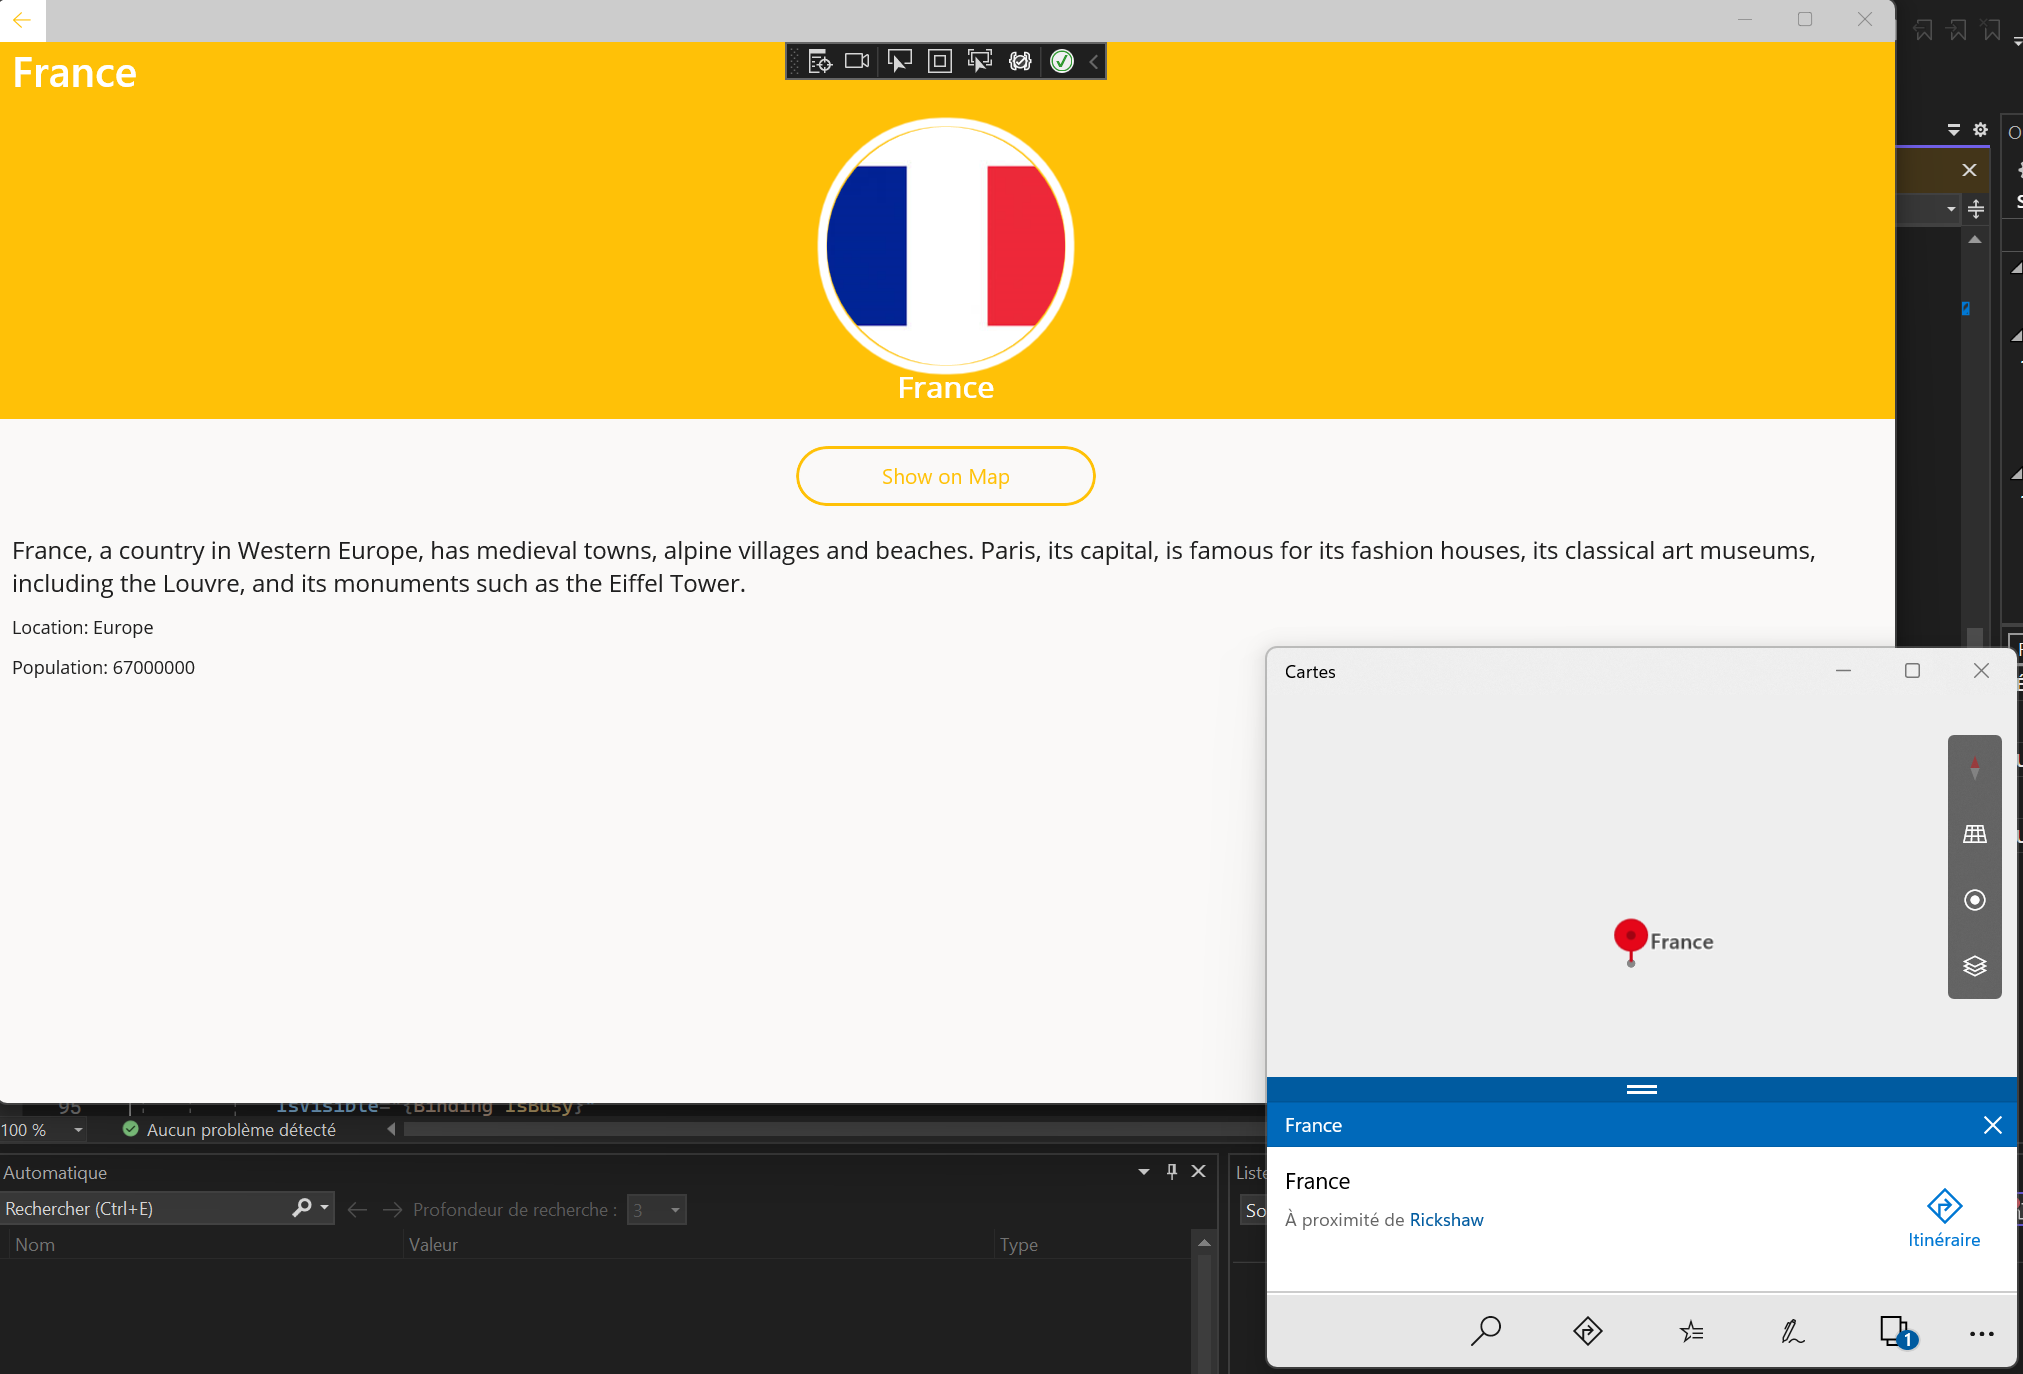 France
France
Show on Map
France, a country in Western Europe, has medieval towns, alpine villages and beaches. Paris, its capital, is famous for its fashion houses, its classical art museums,
including the Louvre, and its monuments such as the Eiffel Tower.
Location: Europe
Population: 67000000
Cartes
France
France
France
À proximité de Rickshaw
Itinéraire
1
95 IsVisible="{Binding IsBusy}"
100 % Aucun problème détecté
Automatique
Rechercher (Ctrl+E) Profondeur de recherche : 3
Nom Valeur Type
Liste
So